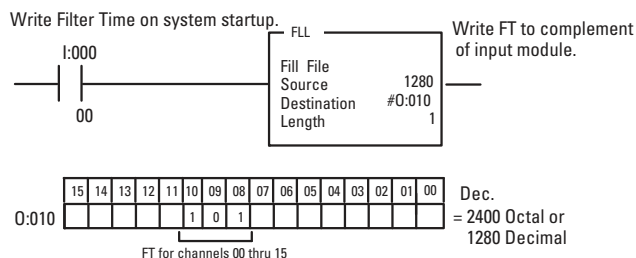 Write Filter Time on system startup.
I:000
00
FLL
Fill File
Source 1280
Destination #O:010
Length 1
Write FT to complement
of input module.
15 14 13 12 11 10 09 08 07 06 05 04 03 02 01 00 Dec.
O:010 1 0 1 = 2400 Octal or
1280 Decimal
FT for channels 00 thru 15